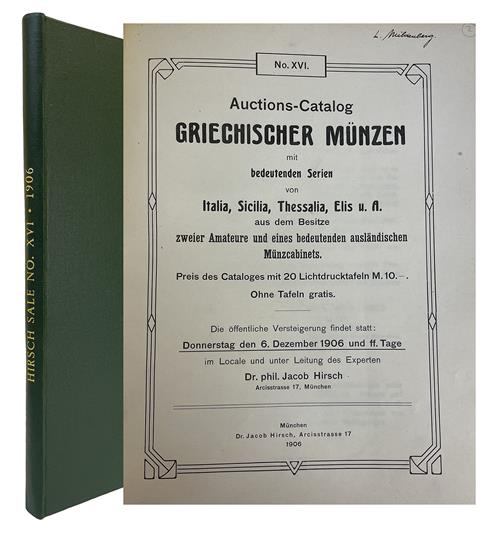 HIRSCH SALE NO. XVI • 1906
L. Mildenberg.
2
No. XVI.
Auctions-Catalog
GRIECHISCHER MÜNZEN
mit
bedeutenden Serien
von
Italia, Sicilia, Thessalia, Elis u. A.
aus dem Besitze
zweier Amateure und eines bedeutenden ausländischen
Münzcabinets.
Preis des Cataloges mit 20 Lichtdrucktafeln M. 10.—.
Ohne Tafeln gratis.
Die öffentliche Versteigerung findet statt:
Donnerstag den 6. Dezember 1906 und ff. Tage
im Locale und unter Leitung des Experten
Dr. phil. Jacob Hirsch
Arcisstrasse 17, München
München
Dr. Jacob Hirsch, Arcisstrasse 17
1906